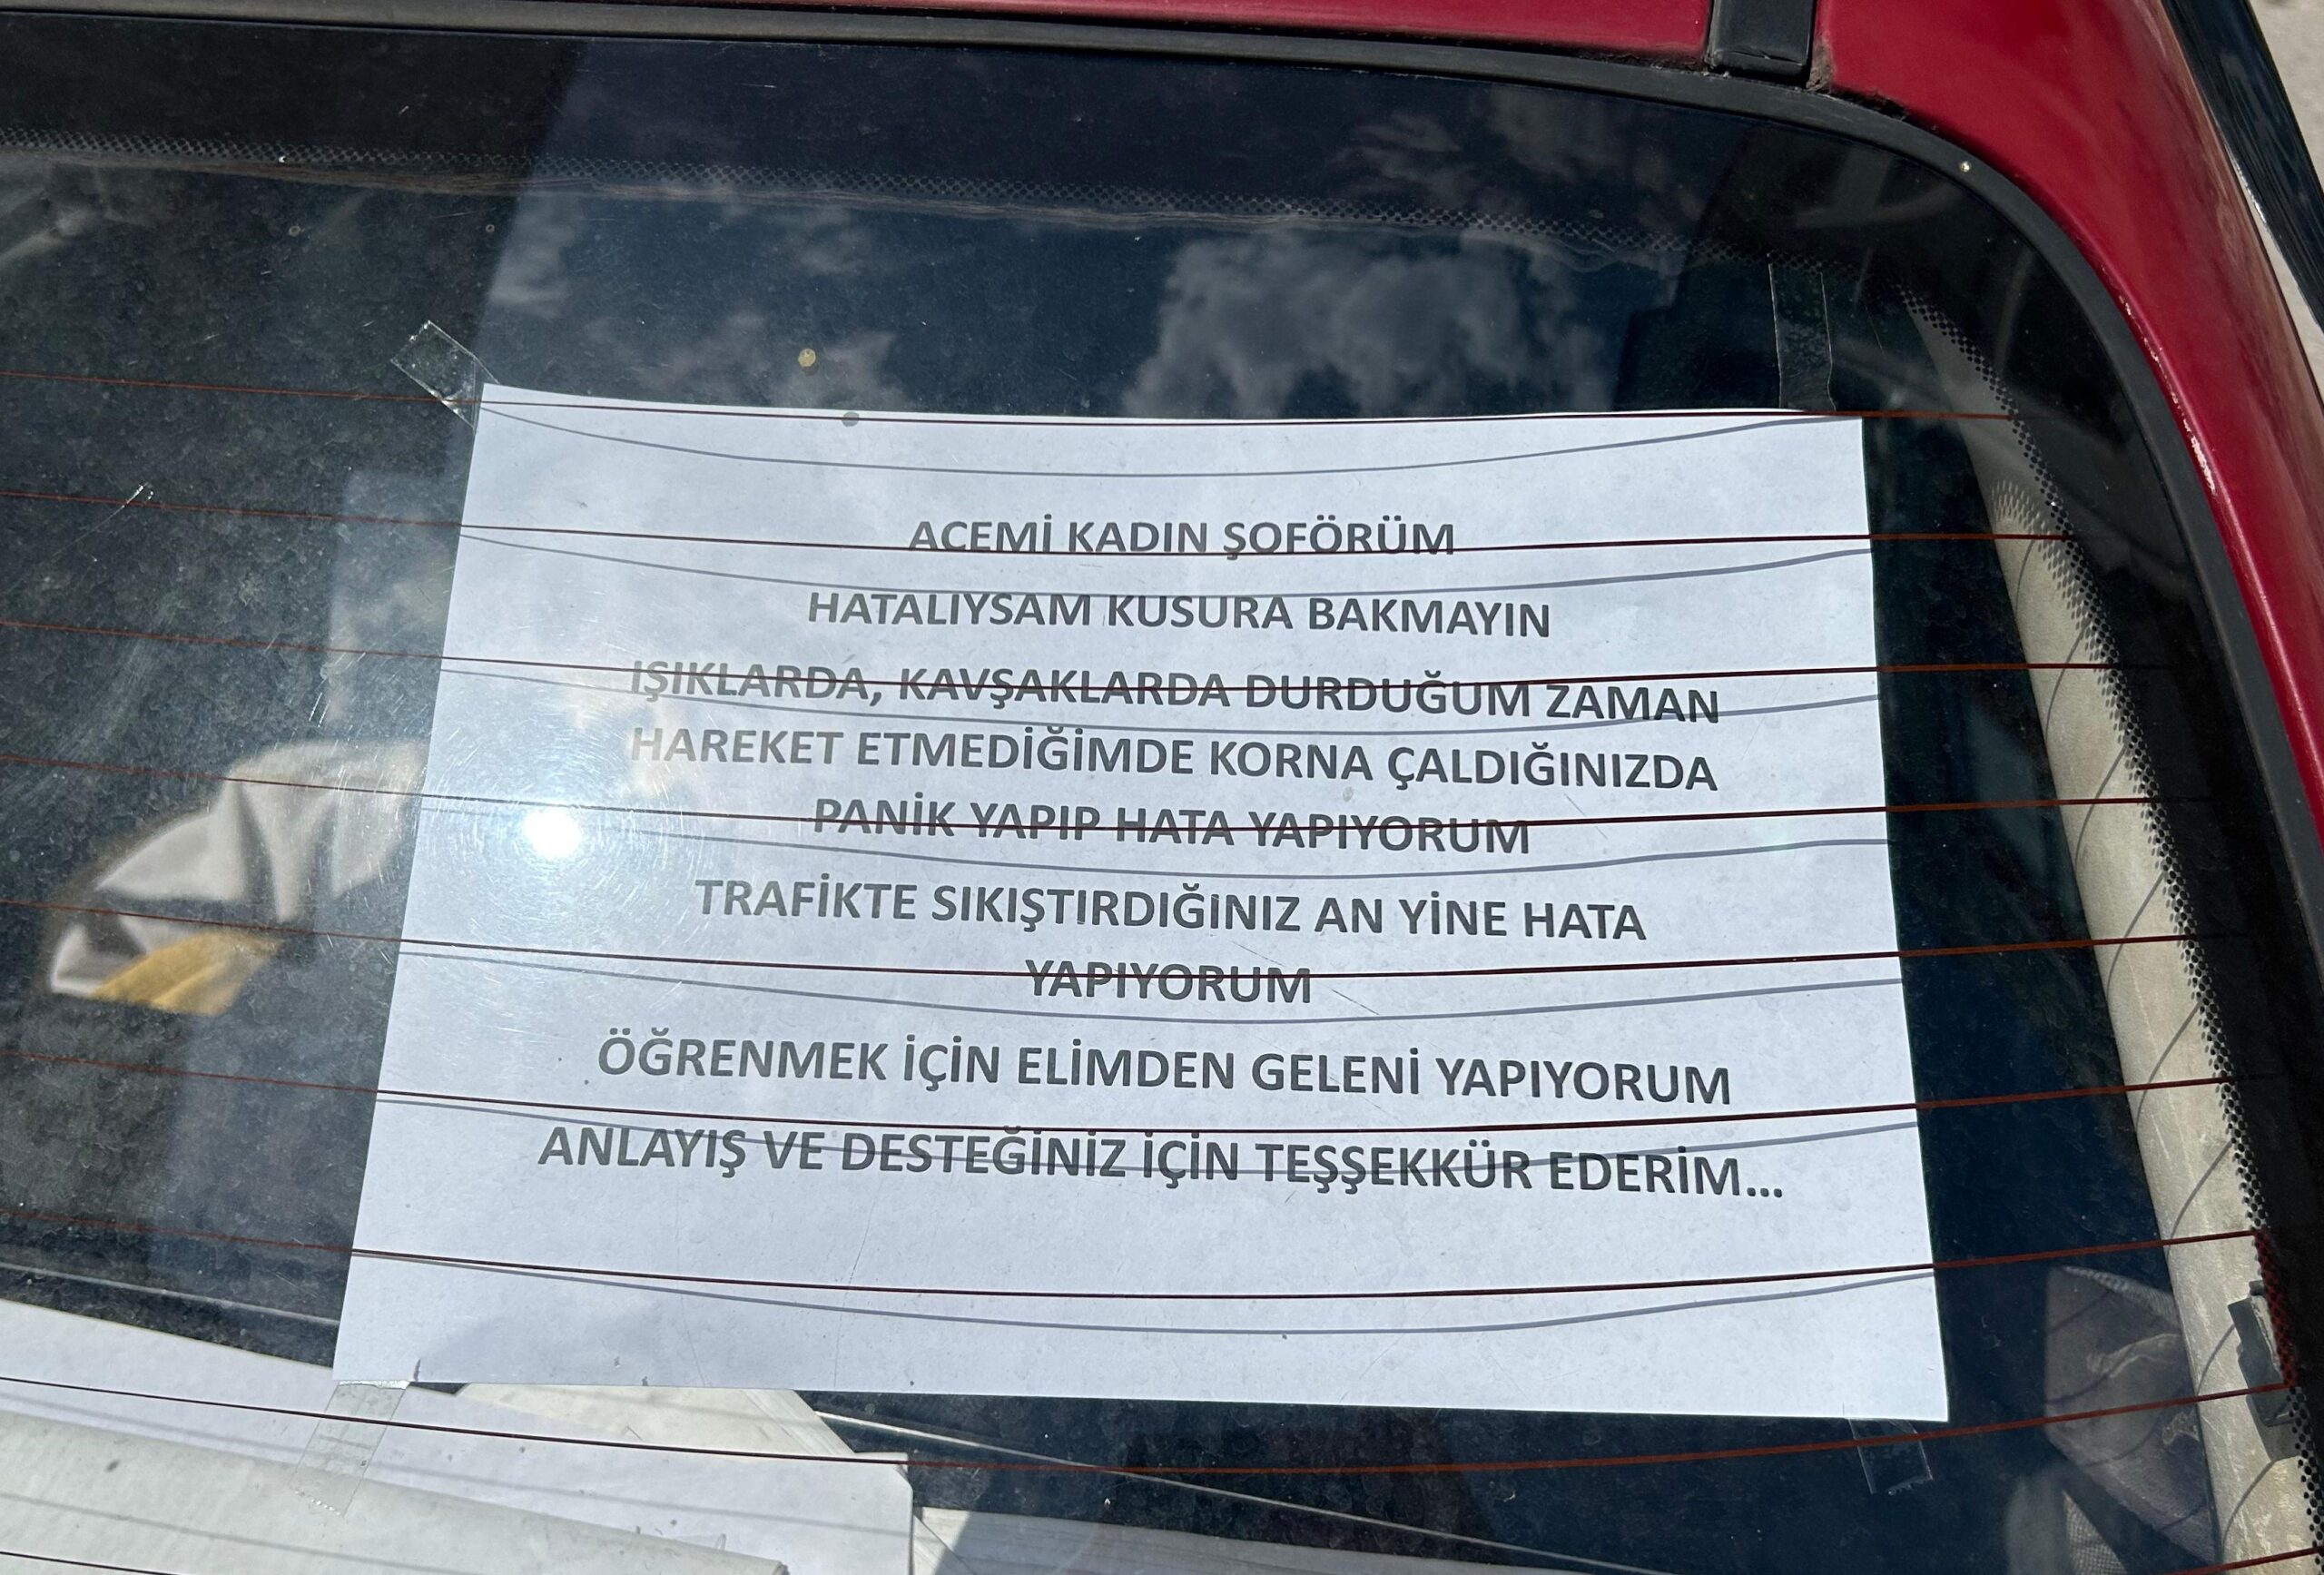 ACEMİ KADIN ŞOFÖRÜM
HATALIYSAM KUSURA BAKMAYIN
IŞIKLARDA, KAVŞAKLARDA DURDUĞUM ZAMAN
HAREKET ETMEDİĞİMDE KORNA ÇALDIĞINIZDA
PANİK YAPIP HATA YAPIYORUM
TRAFİKTE SIKIŞTIRDIĞINIZ AN YİNE HATA
YAPIYORUM
ÖĞRENMEK İÇİN ELİMDEN GELENİ YAPIYORUM
ANLAYIŞ VE DESTEĞİNİZ İÇİN TEŞŞEKKÜR EDERİM...